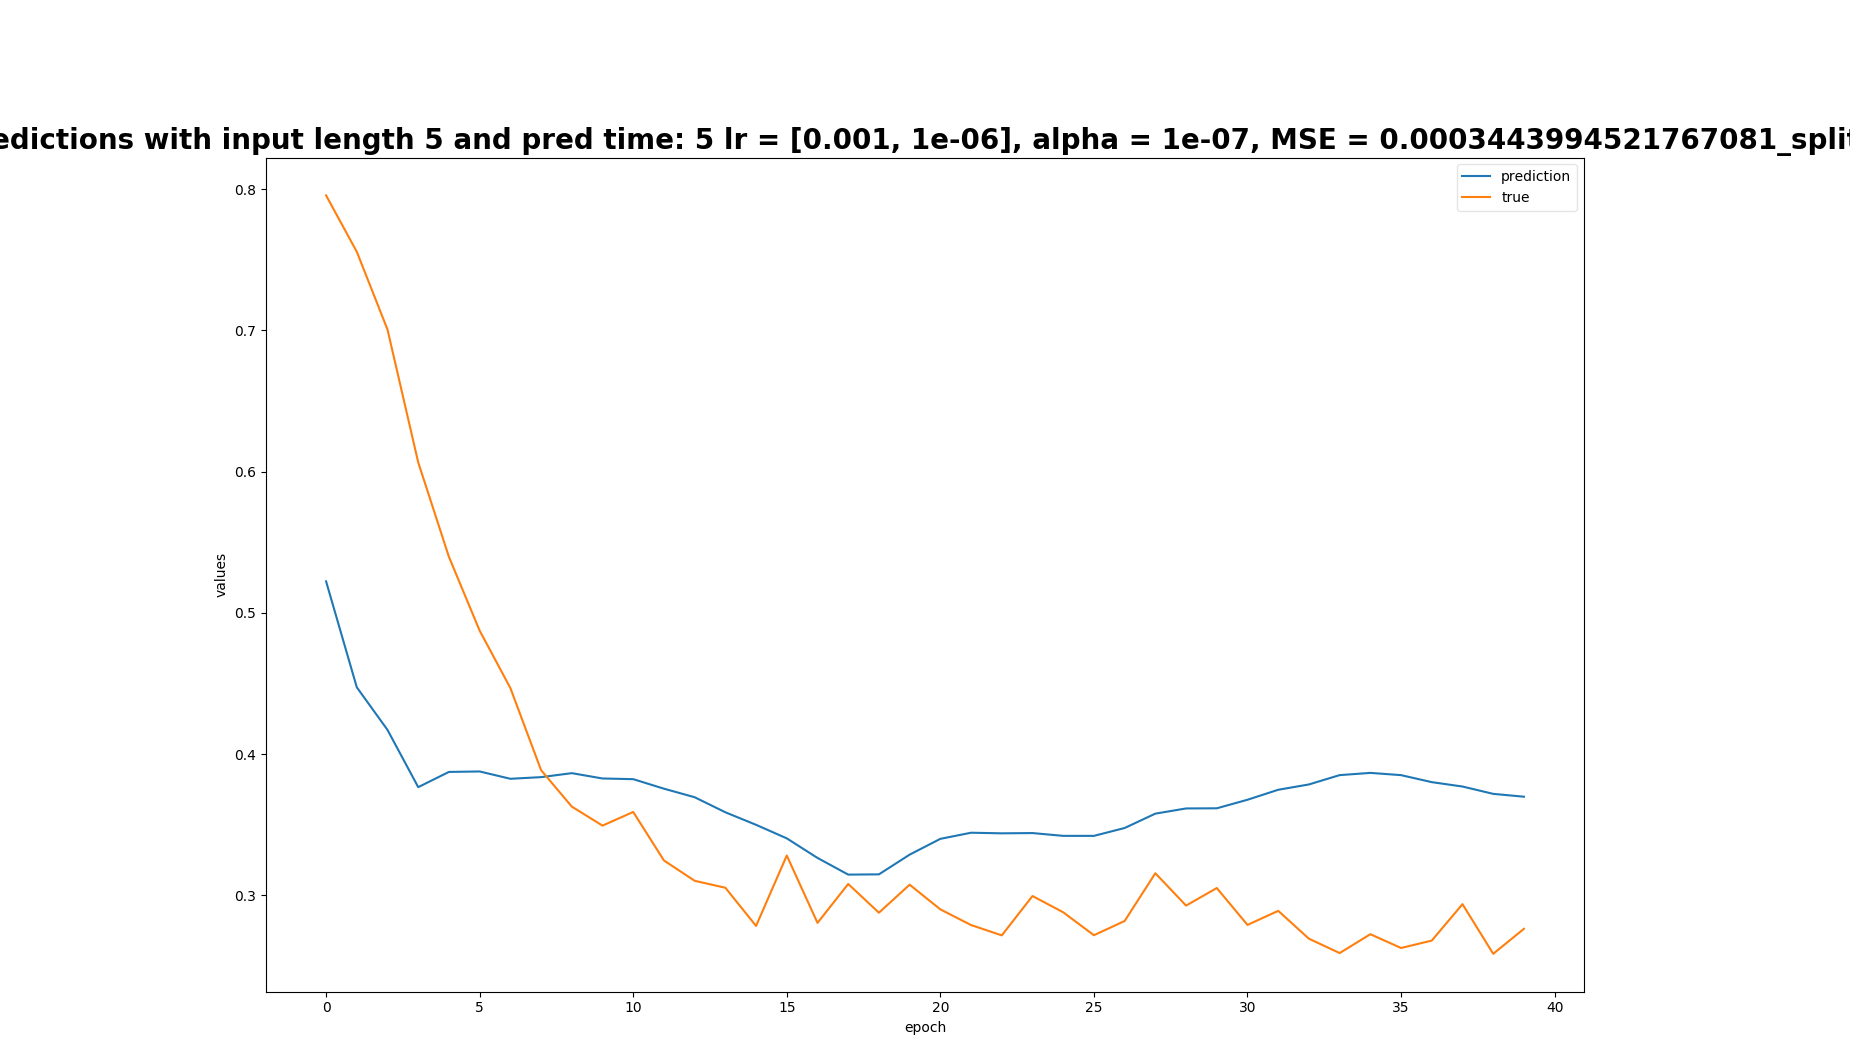 edictions with input length 5 and pred time: 5 lr = [0.001, 1e-06], alpha = 1e-07, MSE = 0.0003443994521767081_split
prediction
true
0.8
0.7
0.6
0.5
0.4
0.3
values
0 5 10 15 20 25 30 35 40
epoch